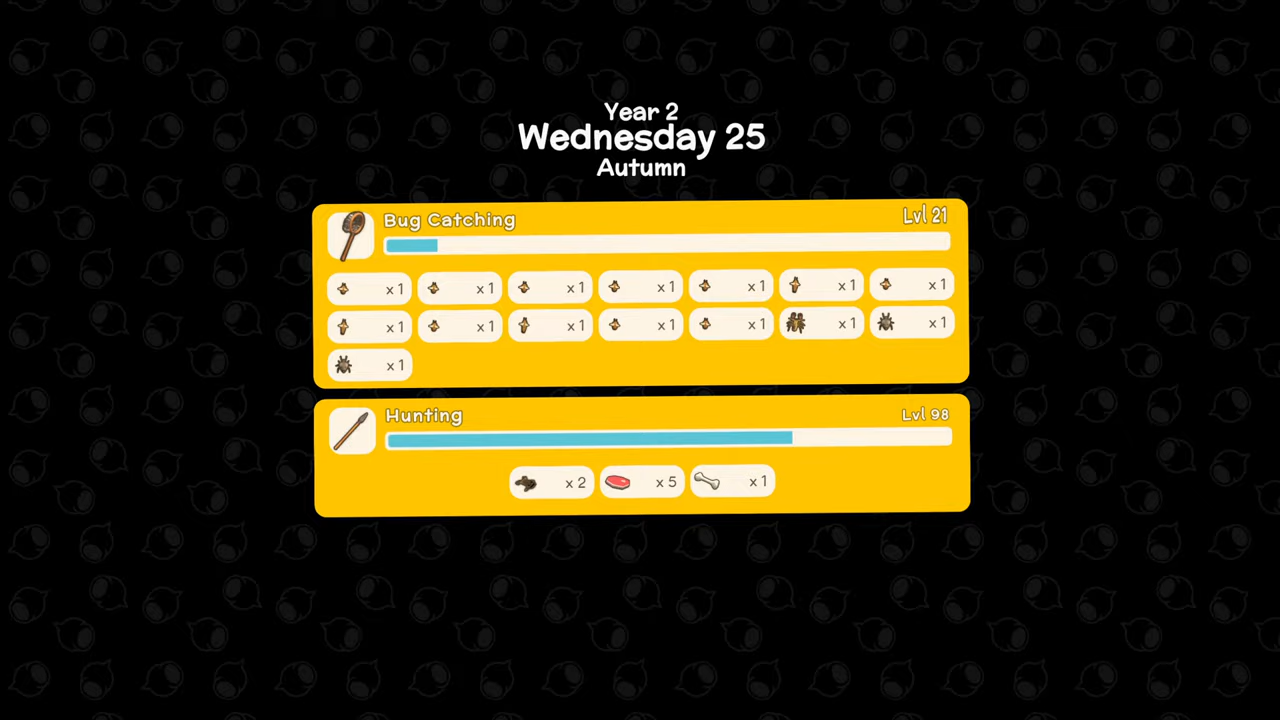 Year 2
Wednesday 25
Autumn
Bug Catching Lvl 21
x 1 x 1 x 1 x 1 x 1 x 1 x 1
x 1 x 1 x 1 x 1 x 1 x 1 x 1
x 1
Hunting Lvl 98
x 2 x 5 x 1